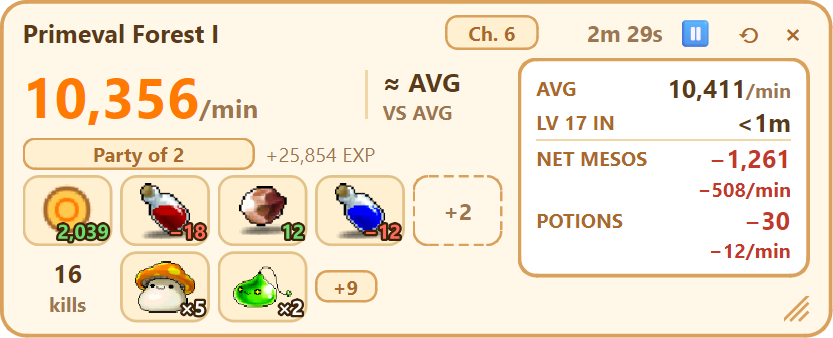 Primeval Forest I
Ch. 6
2m 29s
10,356/min
≈ AVG
VS AVG
Party of 2
+25,854 EXP
2,039
−18
12
−12
+2
16
kills
×5
×2
+9
AVG 10,411/min
LV 17 IN <1m
NET MESOS −1,261
−508/min
POTIONS −30
−12/min